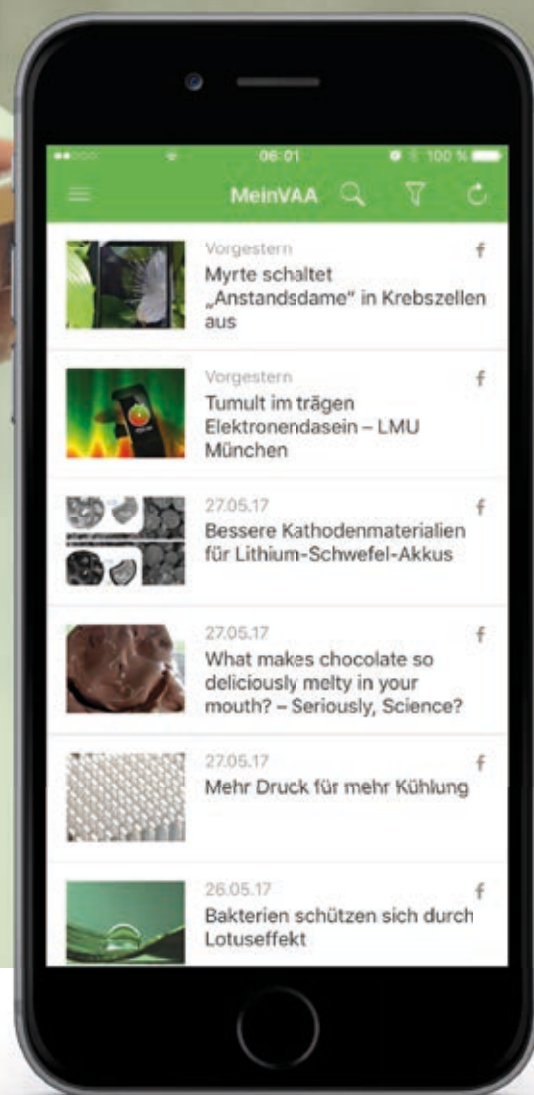 06:01
100 %
MeinVAA
Vorgestern
Myrte schaltet
„Anstandsdame“ in Krebszellen
aus
Vorgestern
Tumult im trägen
Elektronendasein – LMU
München
27.05.17
Bessere Kathodenmaterialien
für Lithium-Schwefel-Akkus
27.05.17
What makes chocolate so
deliciously melty in your
mouth? – Seriously, Science?
27.05.17
Mehr Druck für mehr Kühlung
26.05.17
Bakterien schützen sich durch
Lotuseffekt